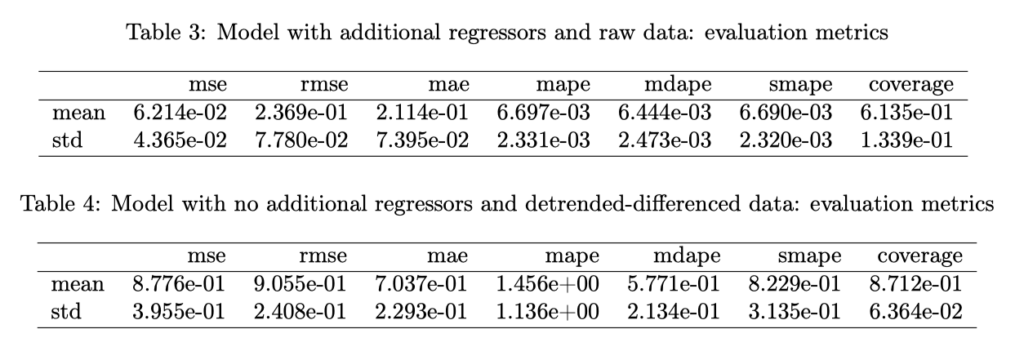 Table 3: Model with additional regressors and raw data: evaluation metrics
mse rmse mae mape mdape smape coverage
mean 6.214e-02 2.369e-01 2.114e-01 6.697e-03 6.444e-03 6.690e-03 6.135e-01
std 4.365e-02 7.780e-02 7.395e-02 2.331e-03 2.473e-03 2.320e-03 1.339e-01
Table 4: Model with no additional regressors and detrended-differenced data: evaluation metrics
mse rmse mae mape mdape smape coverage
mean 8.776e-01 9.055e-01 7.037e-01 1.456e+00 5.771e-01 8.229e-01 8.712e-01
std 3.955e-01 2.408e-01 2.293e-01 1.136e+00 2.134e-01 3.135e-01 6.364e-02